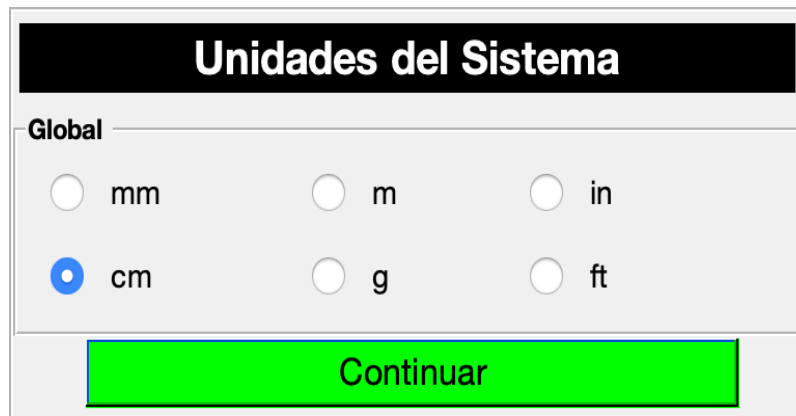 Unidades del Sistema
Global
mm m in
cm g ft
Continuar